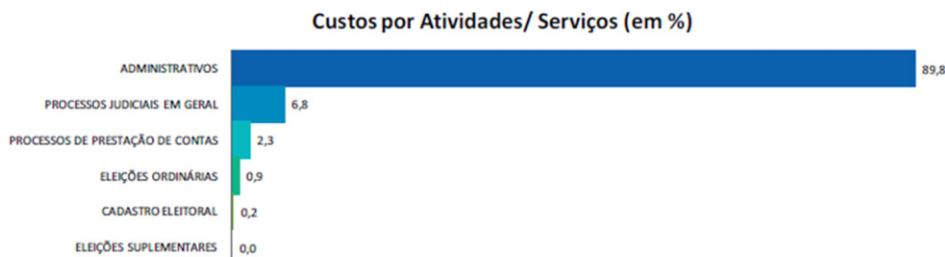 Custos por Atividades/ Serviços (em %)
ADMINISTRATIVOS 89,8
PROCESSOS JUDICIAIS EM GERAL 6,8
PROCESSOS DE PRESTAÇÃO DE CONTAS 2,3
ELEIÇÕES ORDINÁRIAS 0,9
CADASTRO ELEITORAL 0,2
ELEIÇÕES SUPLEMENTARES 0,0